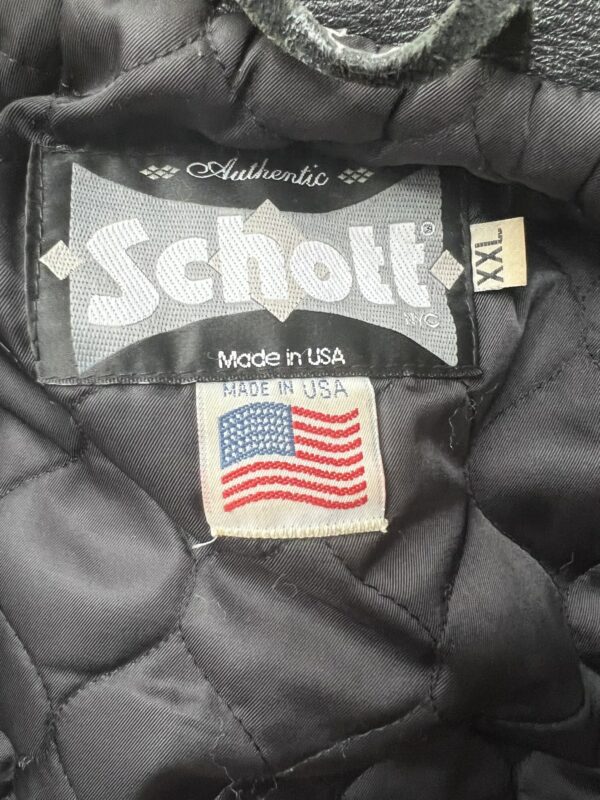 Authentic
Schott®
NYC
Made in USA
XXL
MADE IN USA